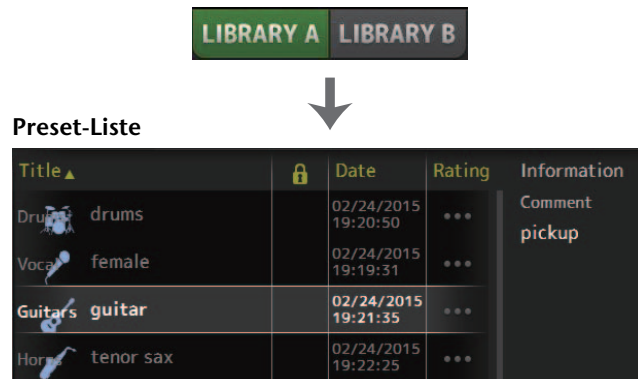 LIBRARY A LIBRARY B
Preset-Liste
Title Date Rating Information
Drums drums 02/24/2015 19:20:50 Comment
pickup
Vocal female 02/24/2015 19:19:31
Guitars guitar 02/24/2015 19:21:35
Horns tenor sax 02/24/2015 19:22:25